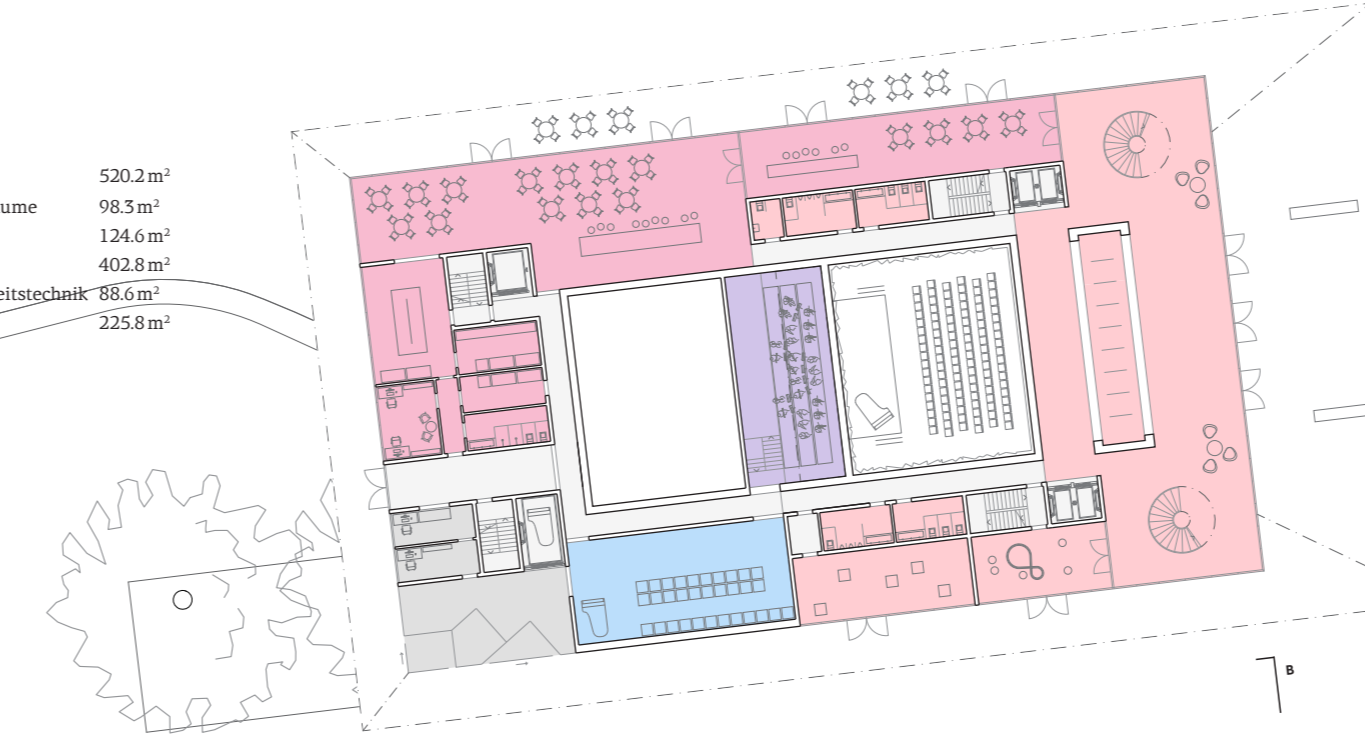 520.2 m²
ume 98.3 m²
124.6 m²
402.8 m²
eitstechnik 88.6 m²
225.8 m²
B